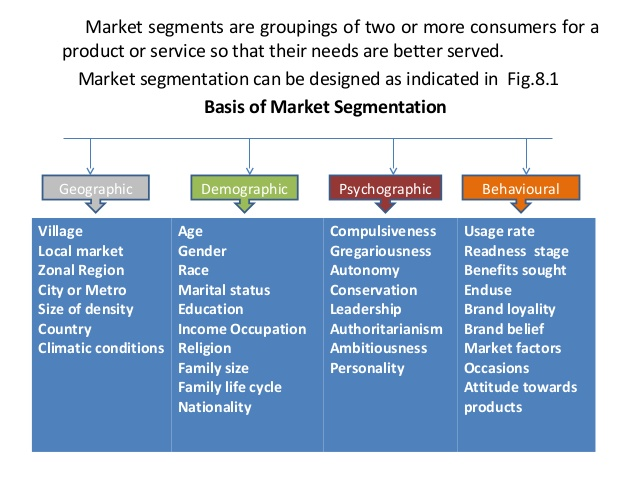 Market segments are groupings of two or more consumers for a
product or service so that their needs are better served.
Market segmentation can be designed as indicated in Fig.8.1
Basis of Market Segmentation
Geographic
Demographic
Psychographic
Behavioural
Village
Local market
Zonal Region
City or Metro
Size of density
Country
Climatic conditions
Age
Gender
Race
Marital status
Education
Income Occupation
Religion
Family size
Family life cycle
Nationality
Compulsiveness
Gregariousness
Autonomy
Conservation
Leadership
Authoritarianism
Ambitiousness
Personality
Usage rate
Readness stage
Benefits sought
Enduse
Brand loyality
Brand belief
Market factors
Occasions
Attitude towards
products